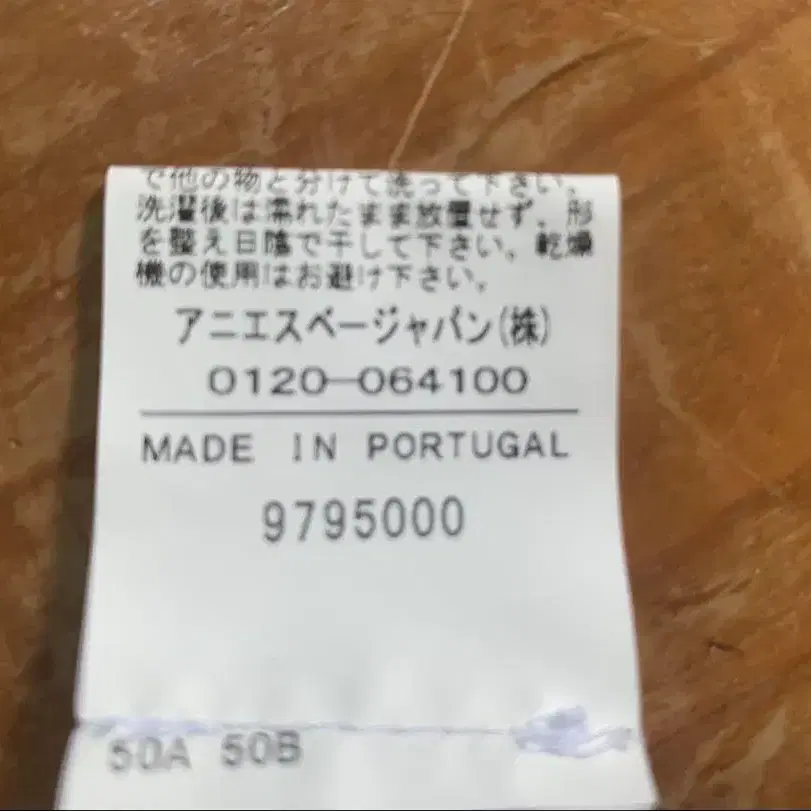 で他の物と分けて洗って下さい。
洗濯後は濡れたまま放置せず、形
を整え日陰で干して下さい。乾燥
機の使用はお避け下さい。
アニエスベージャパン(株)
0120-064100
MADE IN PORTUGAL
9795000
50A 50B